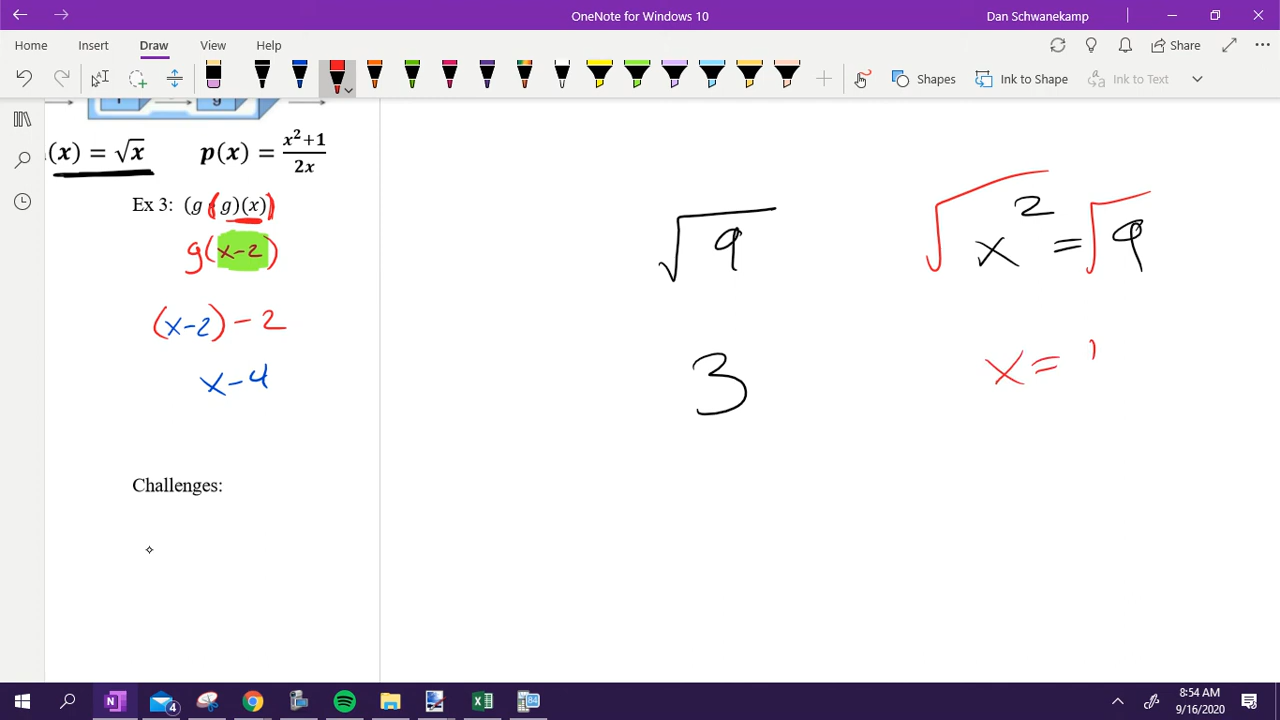 OneNote for Windows 10
Dan Schwanekamp
Home Insert Draw View Help
Share
Shapes
Ink to Shape
Ink to Text
(x) = √x
p(x) = (x²+1)/(2x)
Ex 3: (g ∘ g)(x)
g(x-2)
(x-2) - 2
x-4
Challenges:
√9
3
√x² = √9
x =
4
8:54 AM
9/16/2020